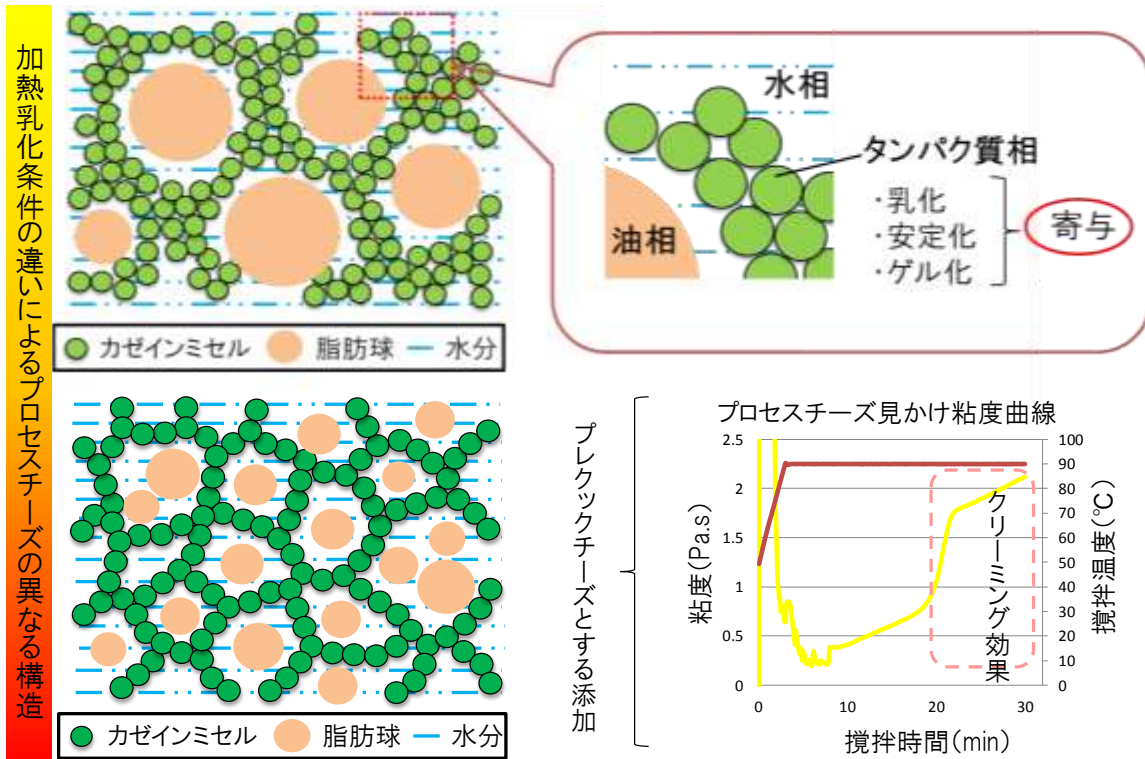 加熱乳化条件の違いによるプロセスチーズの異なる構造
水相
タンパク質相
油相
・乳化
・安定化
・ゲル化
寄与
カゼインミセル 脂肪球 水分
カゼインミセル 脂肪球 水分
プレクックチーズとする添加
プロセスチーズ見かけ粘度曲線
粘度(Pa.s)
2.5
2
1.5
1
0.5
0
100
90
80
70
60
50
40
30
20
10
0
撹拌温度(℃)
クリーミング効果
0 10 20 30
撹拌時間(min)